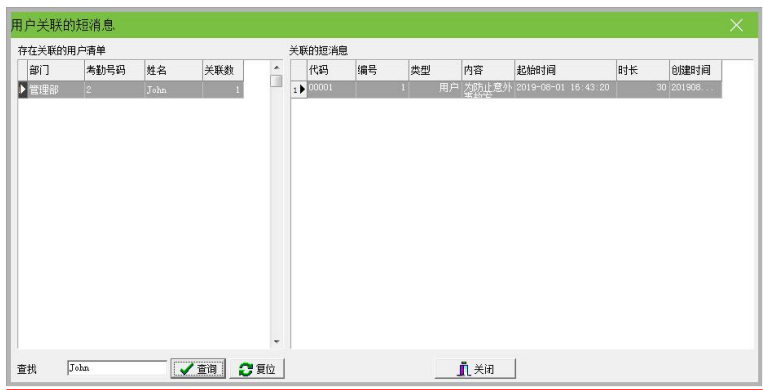 用户关联的短消息
存在关联的用户清单
部门 考勤号码 姓名 关联数
管理部 2 John 1
关联的短消息
代码 编号 类型 内容 起始时间 时长 创建时间
1 00001 1 用户 为防止意外 2019-08-01 16:43:20 30 201908...
查找 John 查询 复位
关闭